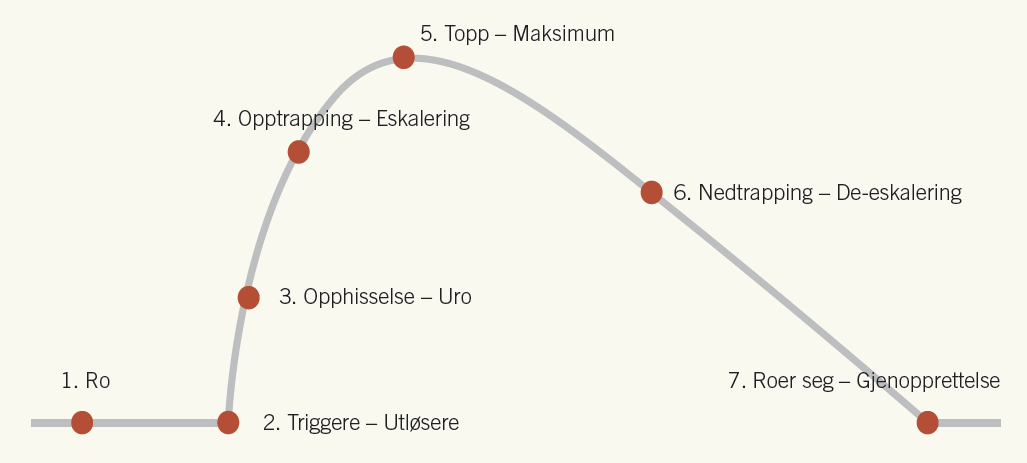 5. Topp – Maksimum
4. Opptrapping – Eskalering
6. Nedtrapping – De-eskalering
3. Opphisselse – Uro
1. Ro
7. Roer seg – Gjenopprettelse
2. Triggere – Utløsere